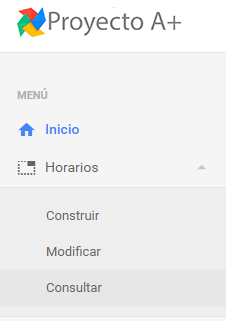 Proyecto A+
MENÚ
Inicio
Horarios
Construir
Modificar
Consultar